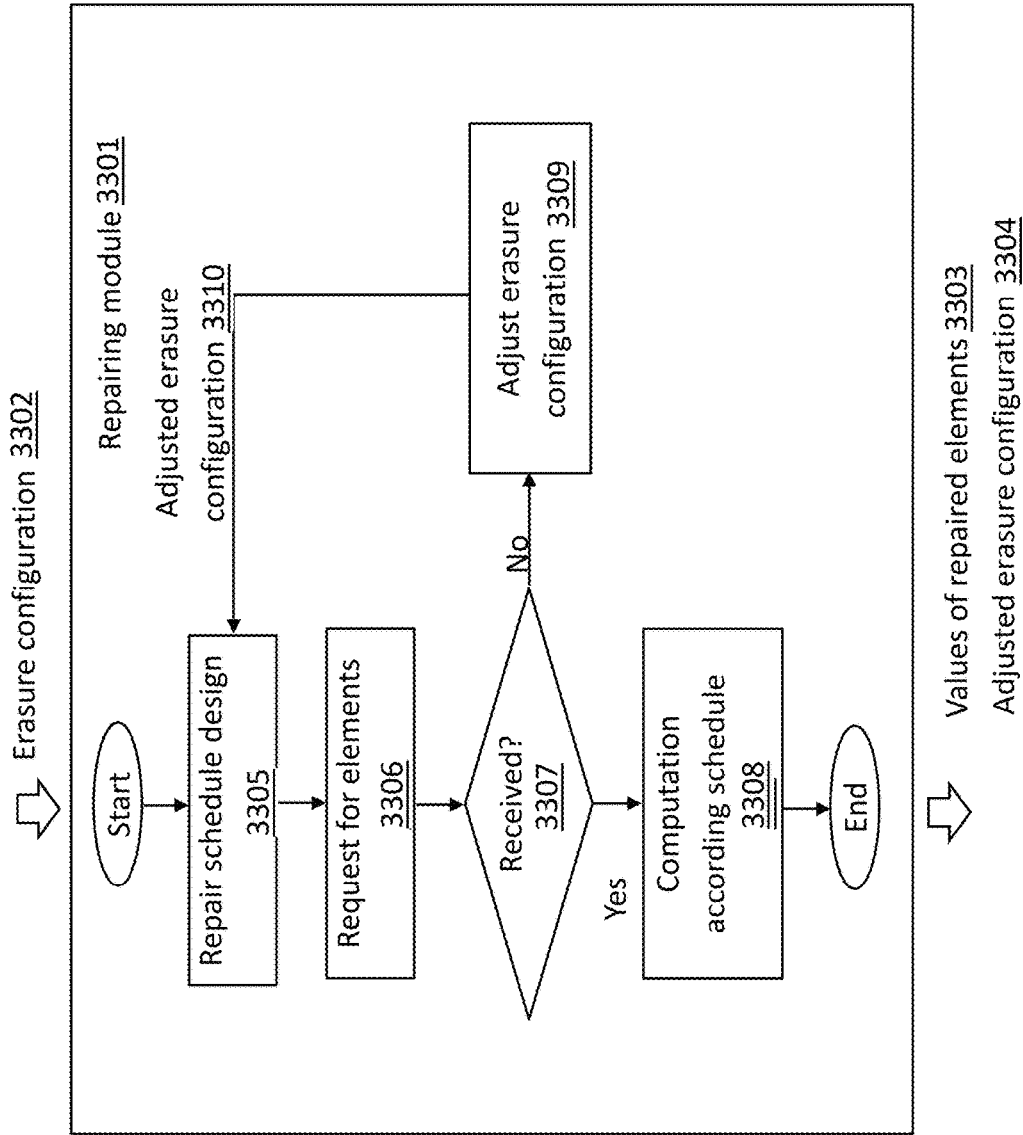 Erasure configuration 3302
Repairing module 3301
Start
Adjusted erasure
configuration 3310
Repair schedule design
3305
Request for elements
3306
Received?
3307
No
Adjust erasure
configuration 3309
Yes
Computation
according schedule
3308
End
Values of repaired elements 3303
Adjusted erasure configuration 3304